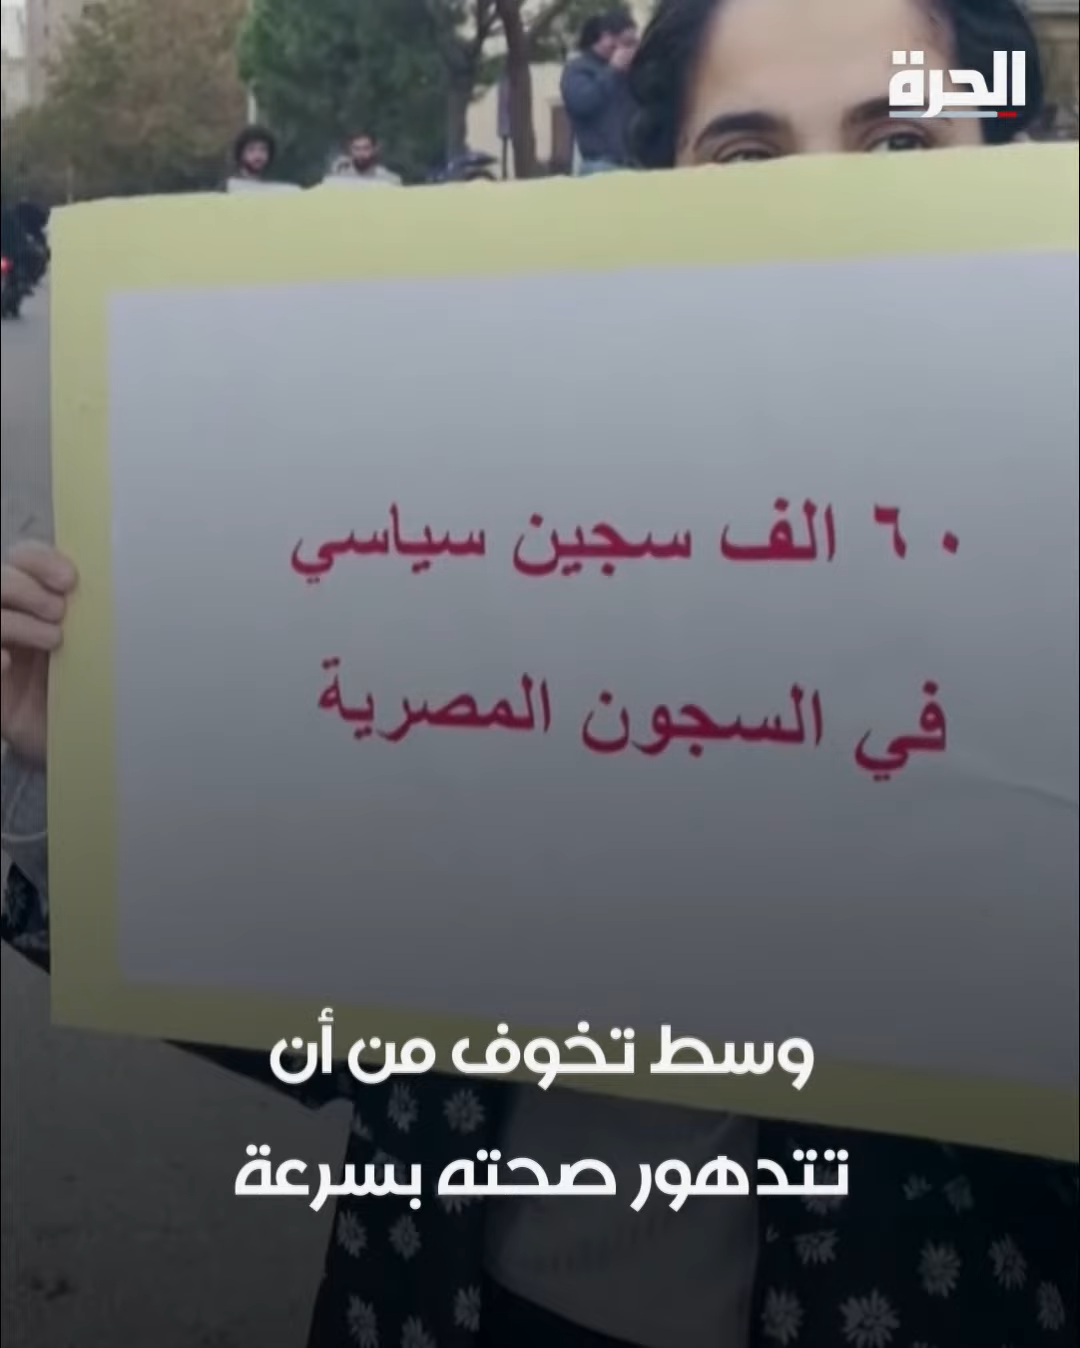 الحرة
٦٠ الف سجين سياسي
في السجون المصرية
وسط تخوف من أن
تتدهور صحته بسرعة